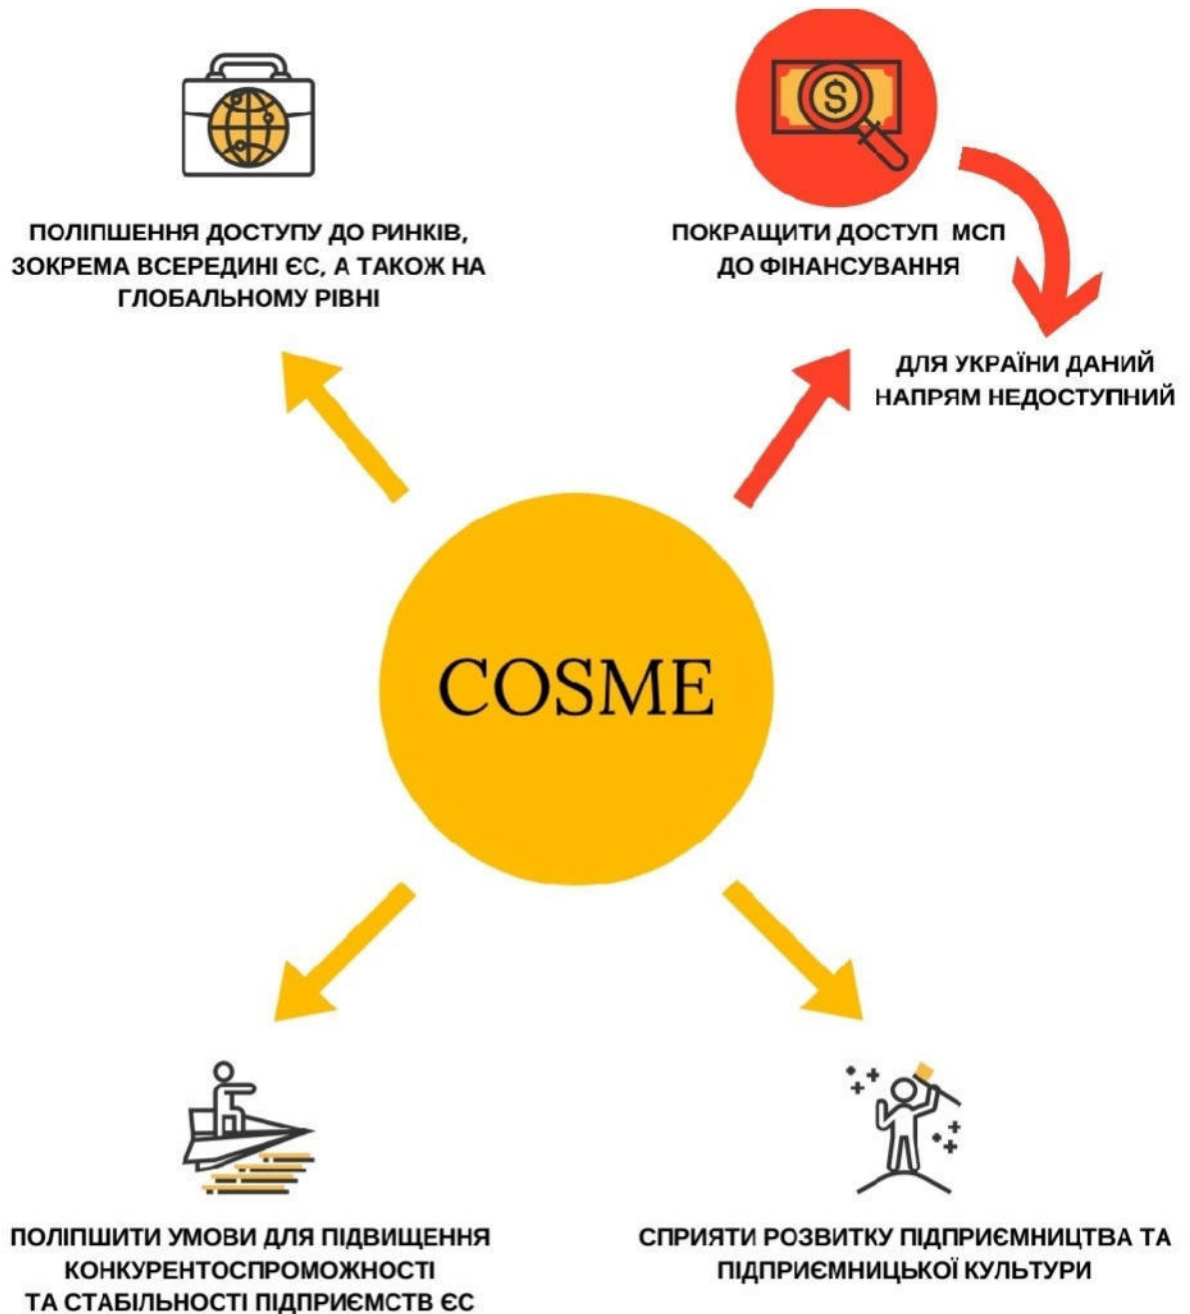 ПОЛІПШЕННЯ ДОСТУПУ ДО РИНКІВ,
ЗОКРЕМА ВСЕРЕДИНІ ЄС, А ТАКОЖ НА
ГЛОБАЛЬНОМУ РІВНІ
$
ПОКРАЩИТИ ДОСТУП МСП
ДО ФІНАНСУВАННЯ
ДЛЯ УКРАЇНИ ДАНИЙ
НАПРЯМ НЕДОСТУПНИЙ
COSME
ПОЛІПШИТИ УМОВИ ДЛЯ ПІДВИЩЕННЯ
КОНКУРЕНТОСПРОМОЖНОСТІ
ТА СТАБІЛЬНОСТІ ПІДПРИЄМСТВ ЄС
СПРИЯТИ РОЗВИТКУ ПІДПРИЄМНИЦТВА ТА
ПІДПРИЄМНИЦЬКОЇ КУЛЬТУРИ